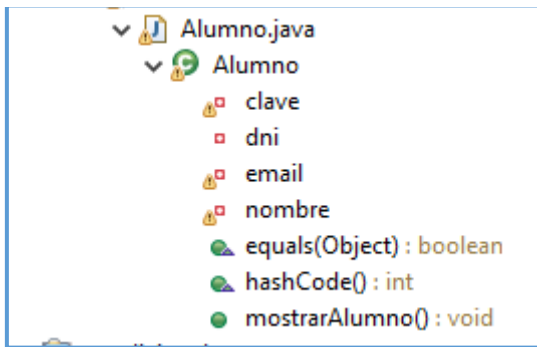 Alumno.java
Alumno
clave
dni
email
nombre
equals(Object) : boolean
hashCode() : int
mostrarAlumno() : void